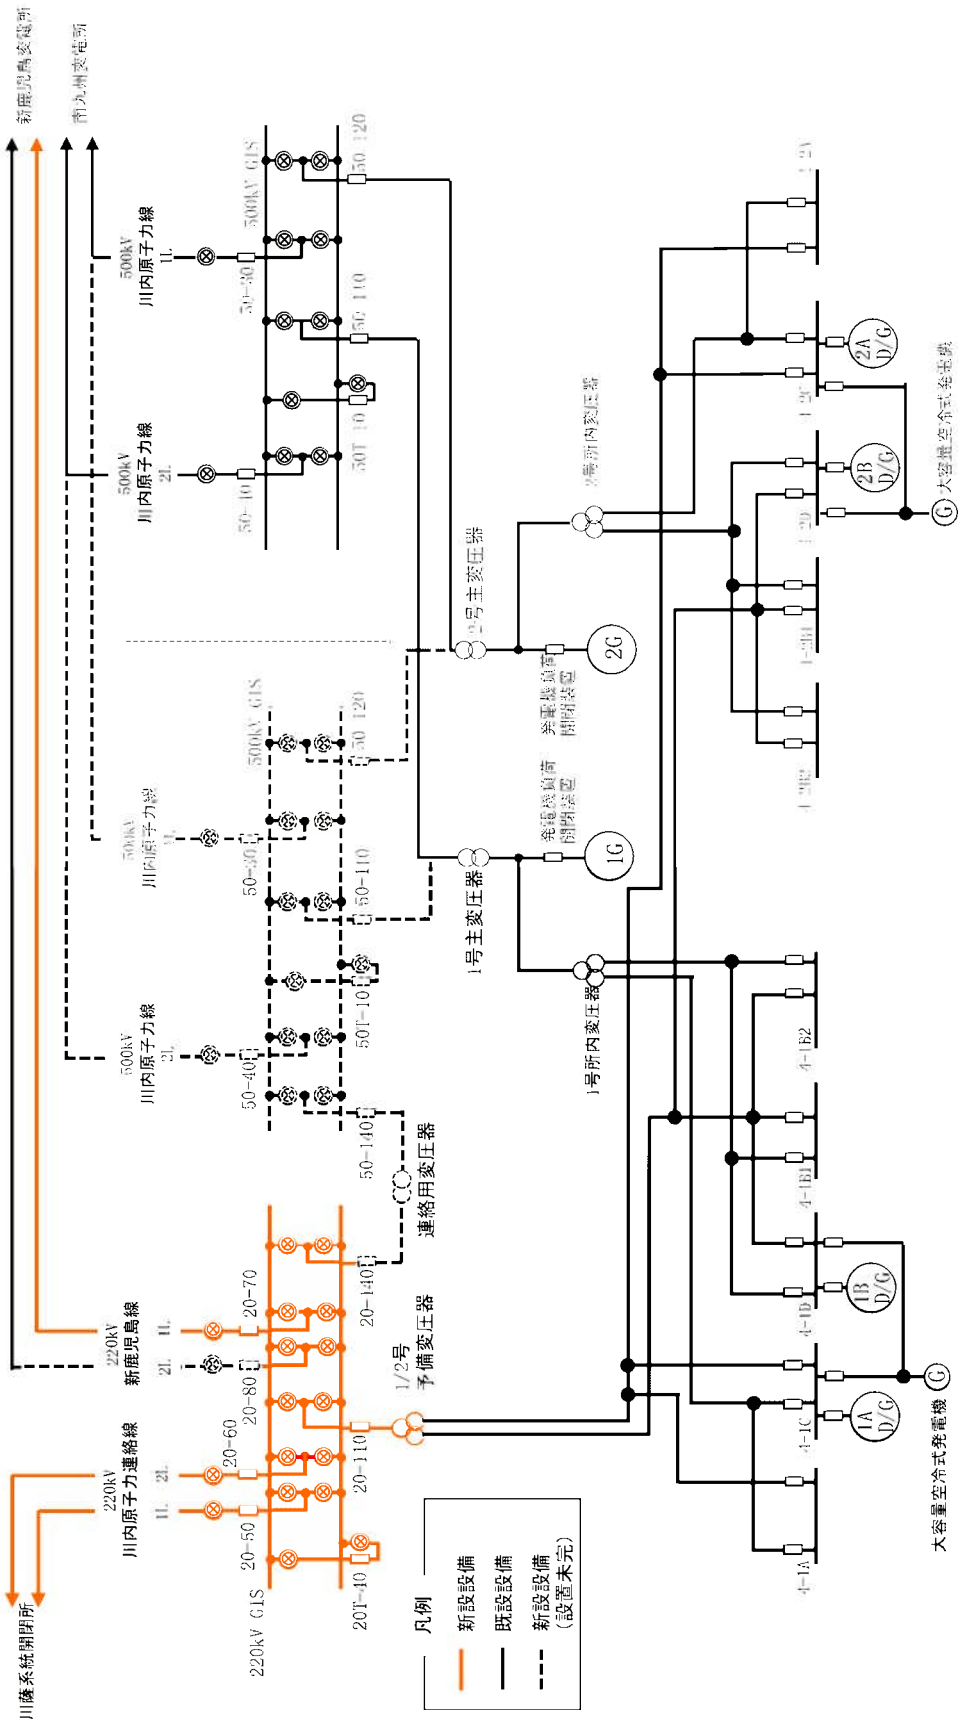 川薩系統開閉所
新鹿児島変電所
南九州変電所
220kV
川内原子力連絡線
1L
2L
220kV
新鹿児島線
2L
1L
500kV
川内原子力線
2L
500kV
川内原子力線
1L
500kV
川内原子力線
2L
500kV
川内原子力線
1L
220kV GIS
20-50
20-60
20-80
20-70
20T-40
20-110
20-140
50-40
50-30
500kV GIS
50-140
50T-10
50-110
50 120
50-40
50-30
500kV GIS
50T 10
50 110
50 120
1/2号
予備変圧器
連絡用変圧器
1号主変圧器
2号主変圧器
1号所内変圧器
2号所内変圧器
発電機負荷
開閉装置
発電機負荷
開閉装置
1G
2G
4-1A
4-1C
4-1D
4-1B1
4-1B2
1A
D/G
1B
D/G
2B
D/G
2A
D/G
G
大容量空冷式発電機
G
大容量空冷式発電機
凡例
新設設備
既設設備
新設設備
(設置未完)